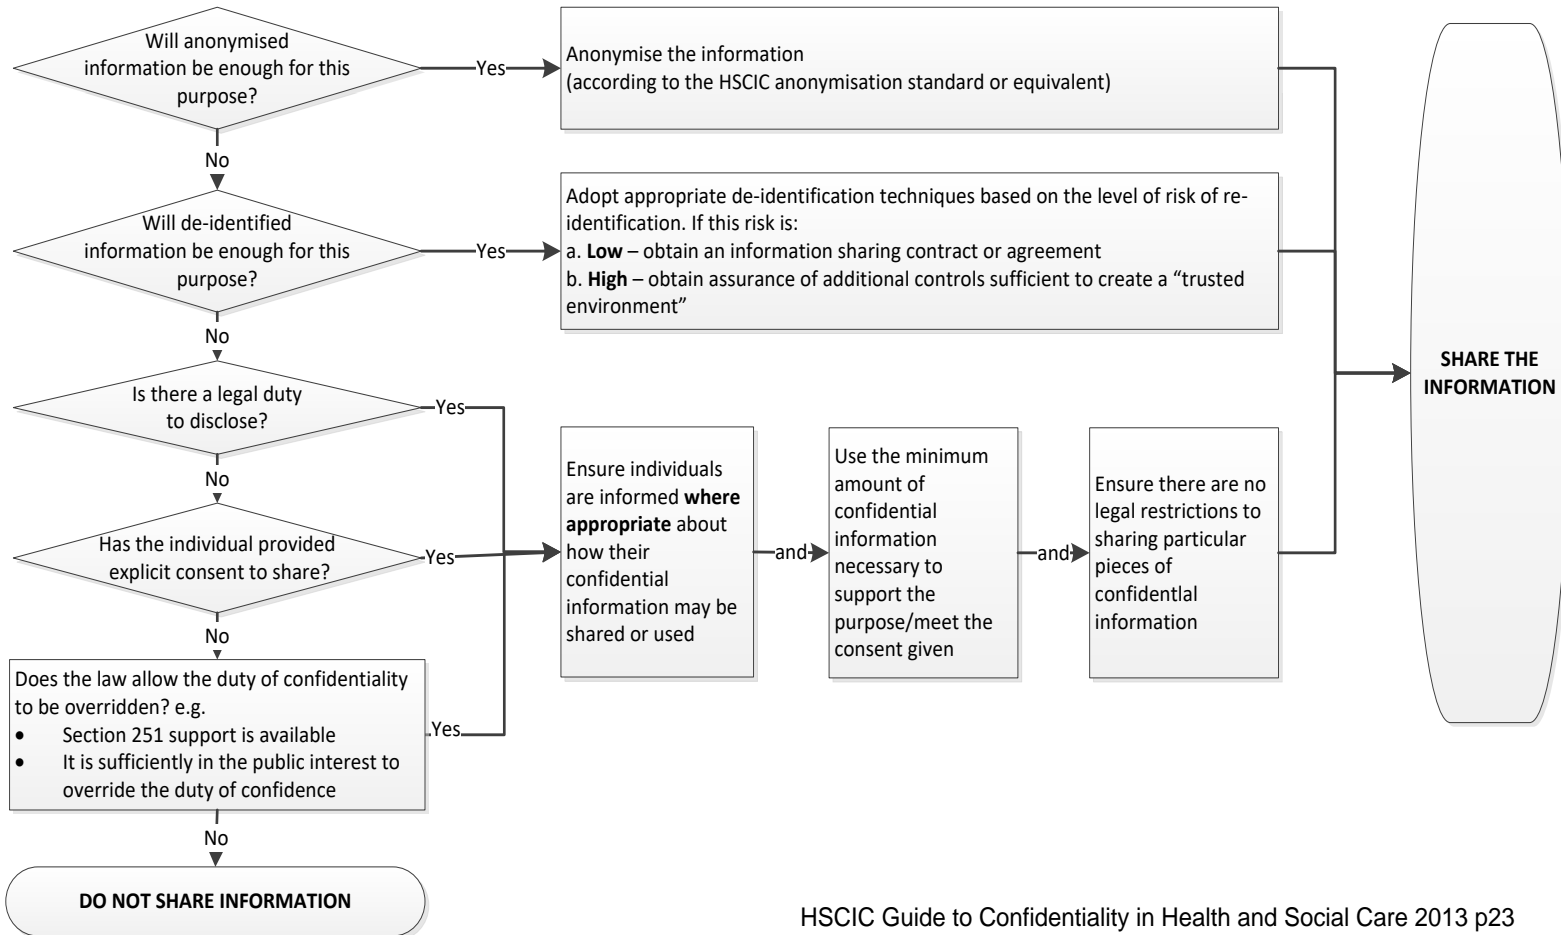 Will anonymised
information be enough for this
purpose?
Yes
Anonymise the information
(according to the HSCIC anonymisation standard or equivalent)
No
Will de-identified
information be enough for this
purpose?
Yes
Adopt appropriate de-identification techniques based on the level of risk of re-
identification. If this risk is:
a. Low – obtain an information sharing contract or agreement
b. High – obtain assurance of additional controls sufficient to create a “trusted
environment”
No
Is there a legal duty
to disclose?
Yes
No
Has the individual provided
explicit consent to share?
Yes
No
Does the law allow the duty of confidentiality
to be overridden? e.g.
• Section 251 support is available
• It is sufficiently in the public interest to
override the duty of confidence
Yes
No
DO NOT SHARE INFORMATION
Ensure individuals
are informed where
appropriate about
how their
confidential
information may be
shared or used
and
Use the minimum
amount of
confidential
information
necessary to
support the
purpose/meet the
consent given
and
Ensure there are no
legal restrictions to
sharing particular
pieces of
confidentlal
information
SHARE THE
INFORMATION
HSCIC Guide to Confidentiality in Health and Social Care 2013 p23